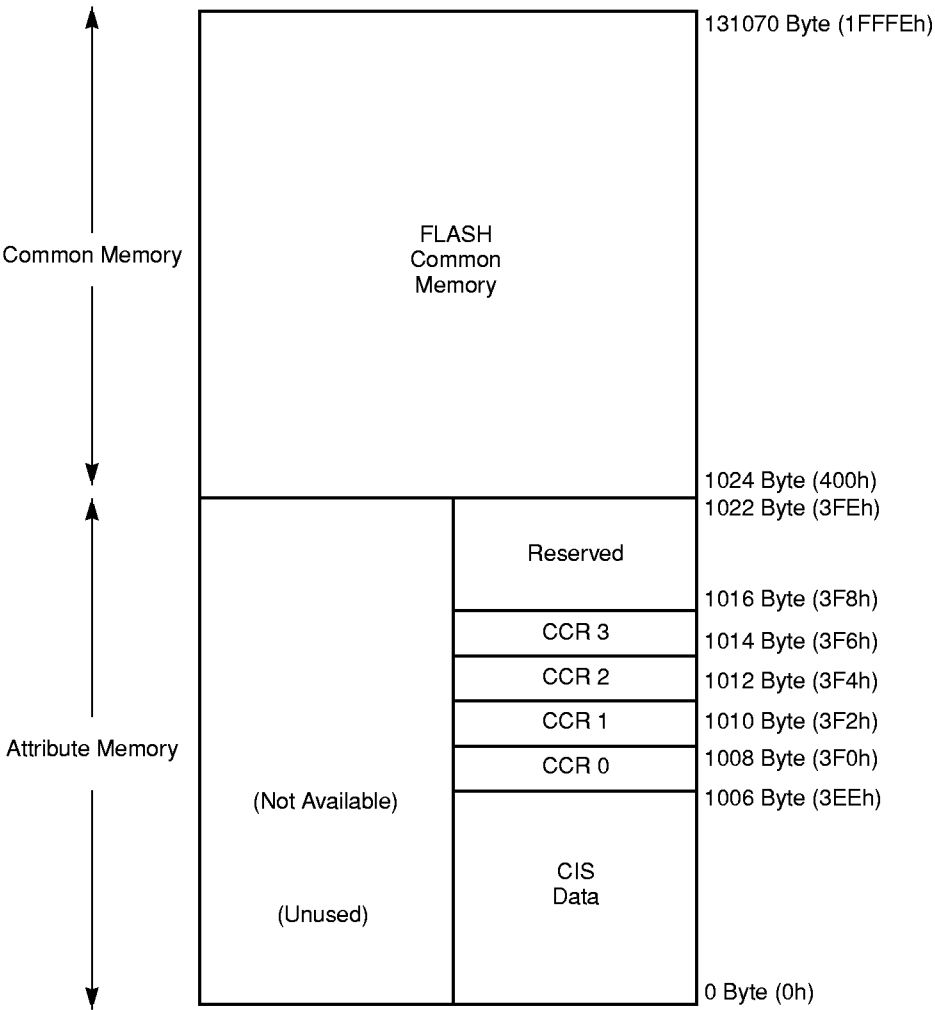 131070 Byte (1FFFEh)
FLASH
Common
Memory
Common Memory
1024 Byte (400h)
1022 Byte (3FEh)
Reserved
1016 Byte (3F8h)
CCR 3
1014 Byte (3F6h)
CCR 2
1012 Byte (3F4h)
CCR 1
1010 Byte (3F2h)
Attribute Memory
CCR 0
1008 Byte (3F0h)
(Not Available)
1006 Byte (3EEh)
CIS
Data
(Unused)
0 Byte (0h)